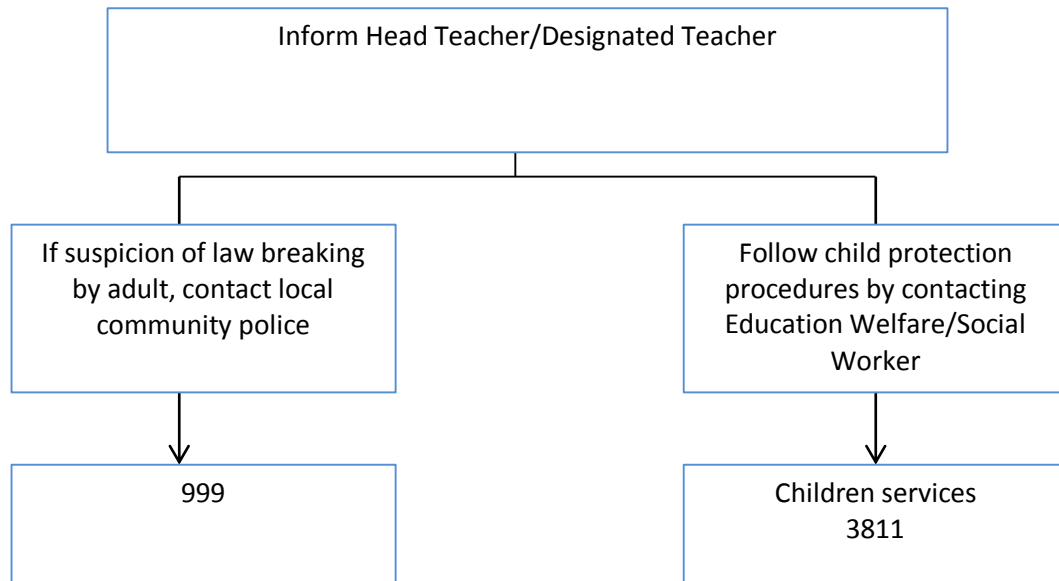 Inform Head Teacher/Designated Teacher
If suspicion of law breaking
by adult, contact local
community police
Follow child protection
procedures by contacting
Education Welfare/Social
Worker
999
Children services
3811